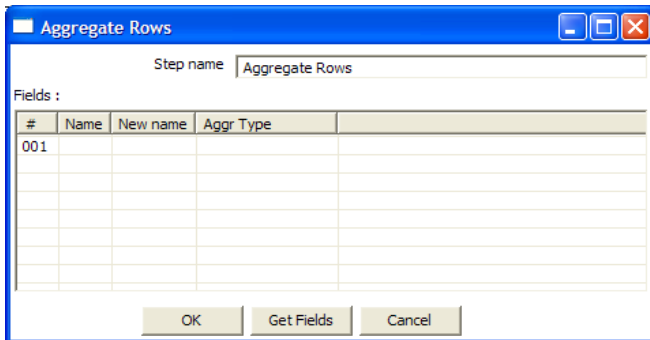 Aggregate Rows
Step name Aggregate Rows
Fields :
# Name New name Aggr Type
001
OK Get Fields Cancel